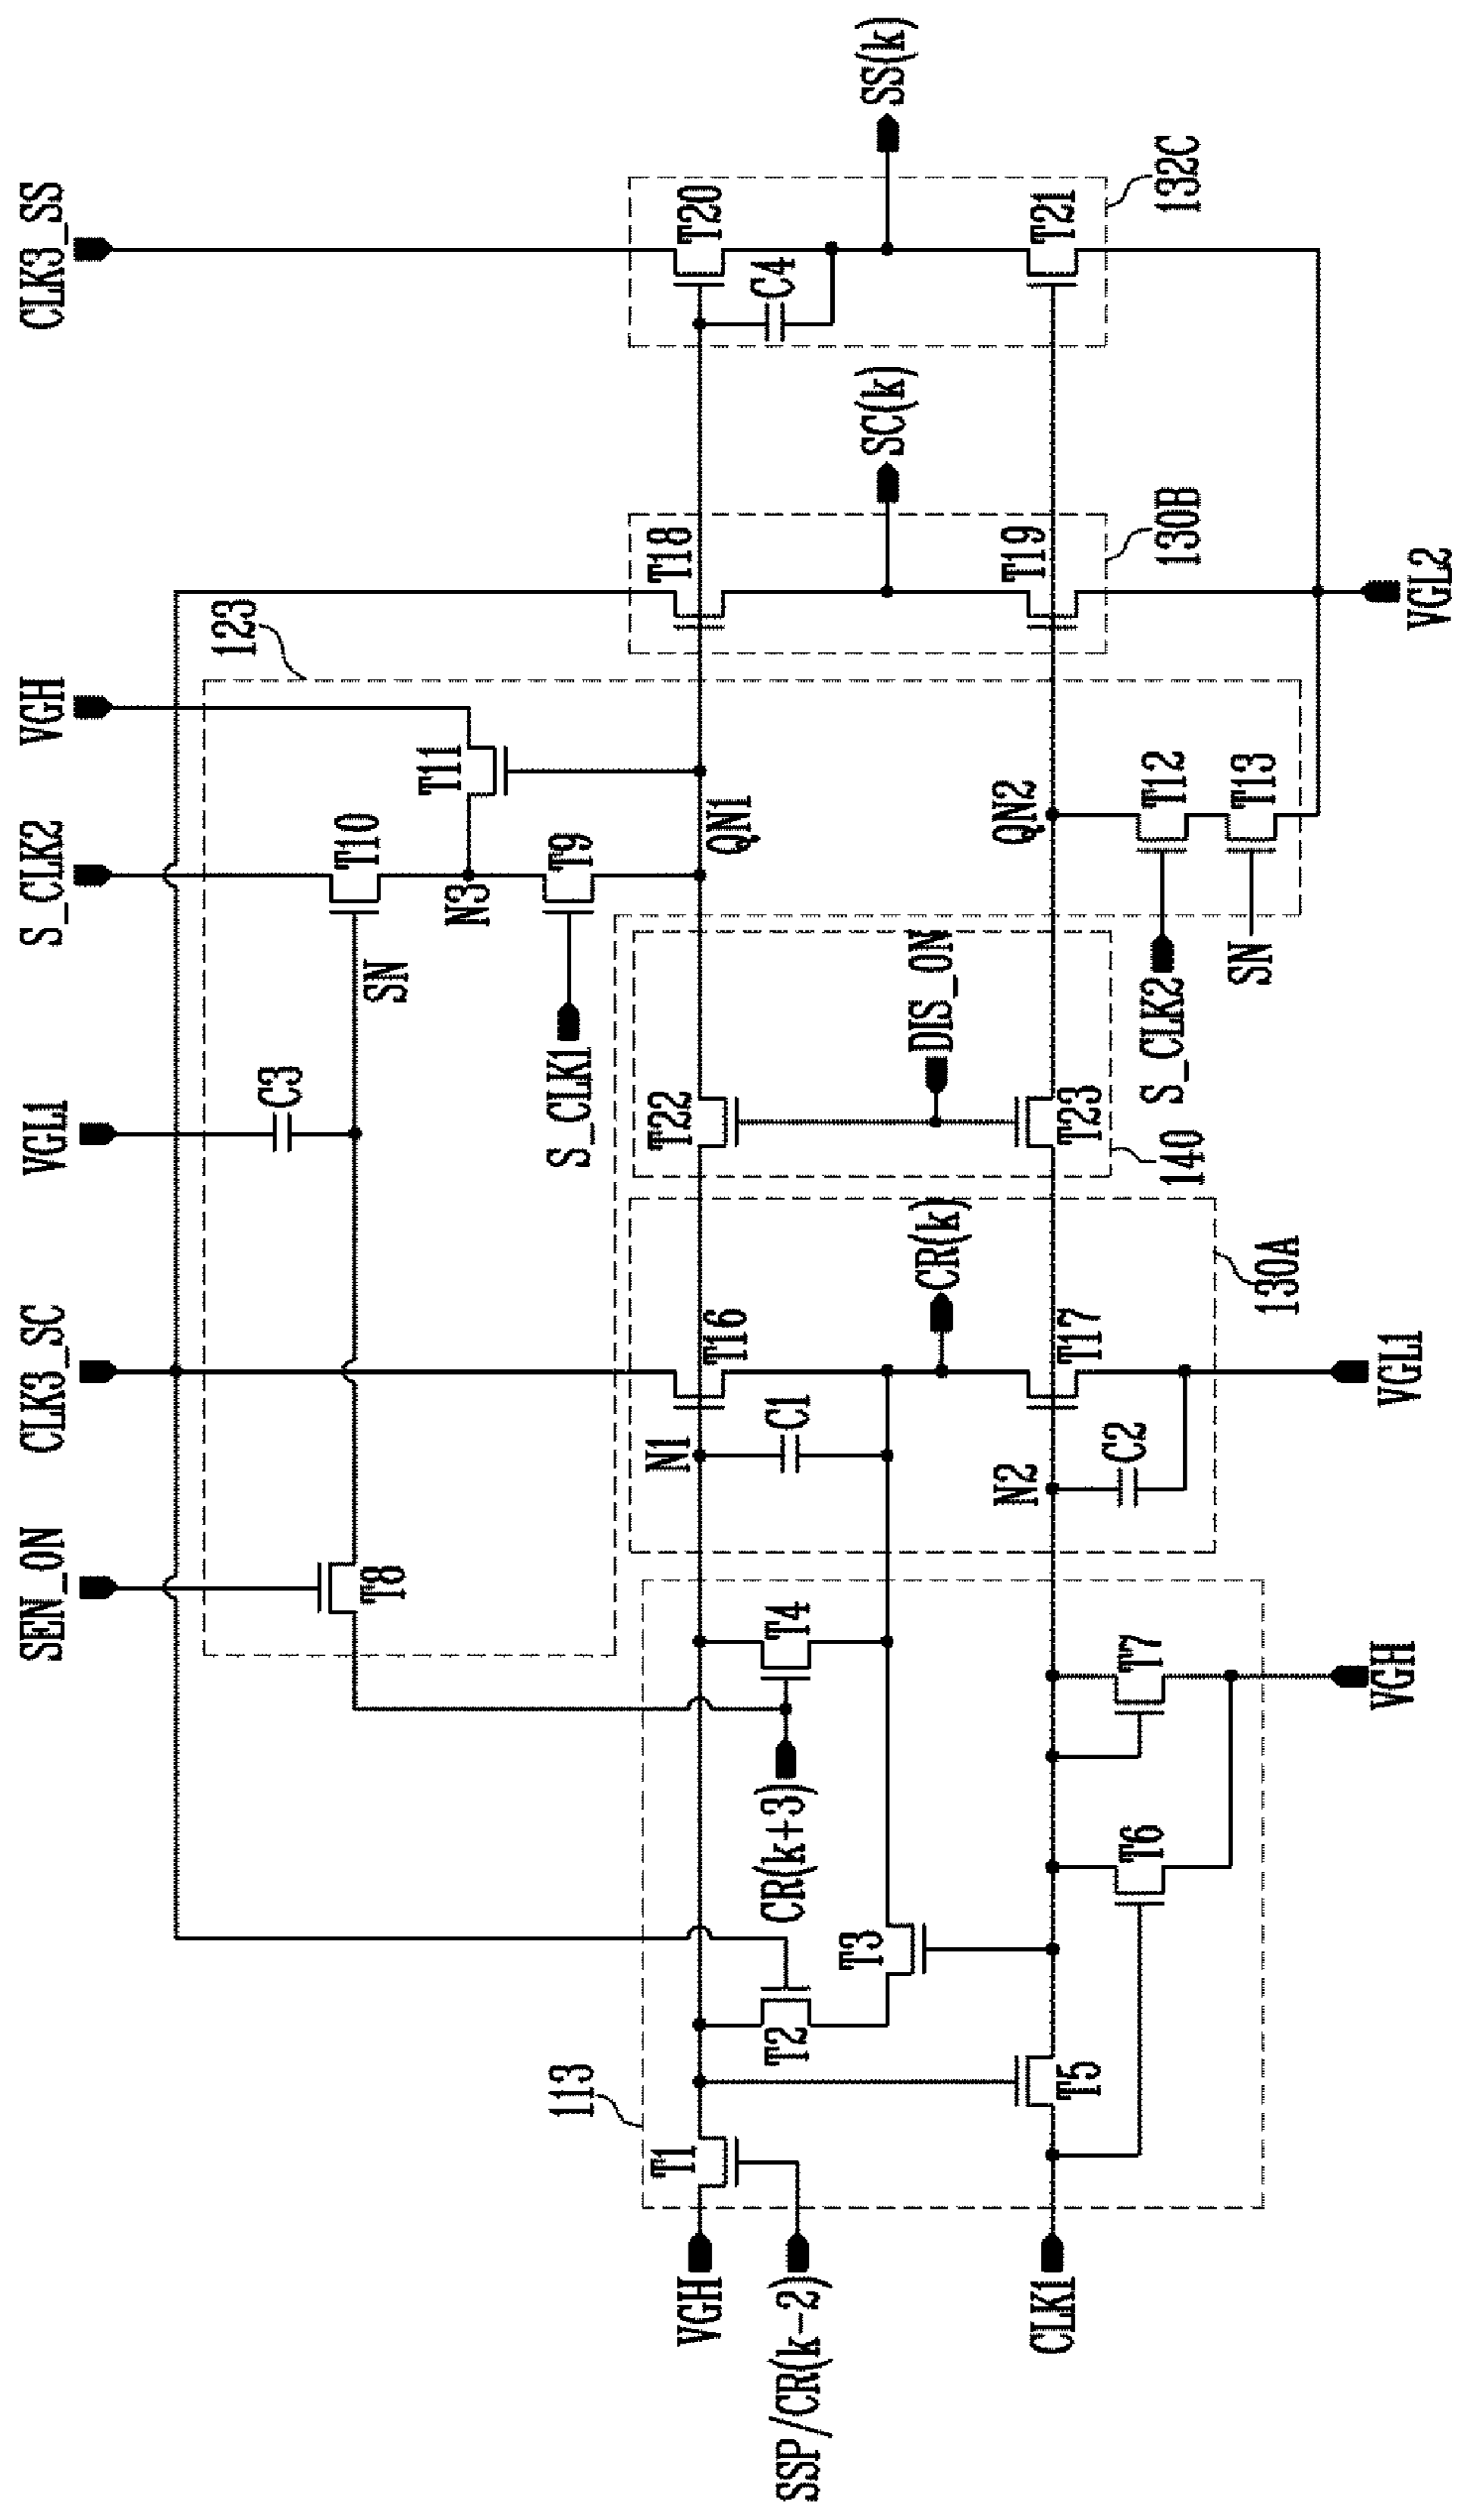 SEN_ON
CLK3_SC
VGL1
S_CLK2
VGH
CLK3_SS
123
C3
T8
SN
T10
T11
N3
T9
S_CLK1
113
VGH
T1
SSP/CR(k-2)
T2
T3
CR(k+3)
T4
N1
C1
T16
T22
QN1
T18
T20
C4
CR(k)
DIS_ON
SC(k)
SS(k)
CLK1
T5
T6
T7
N2
C2
T17
T23
QN2
T19
T21
140
S_CLK2
T12
SN
T13
130B
132C
130A
VGH
VGL1
VGL2